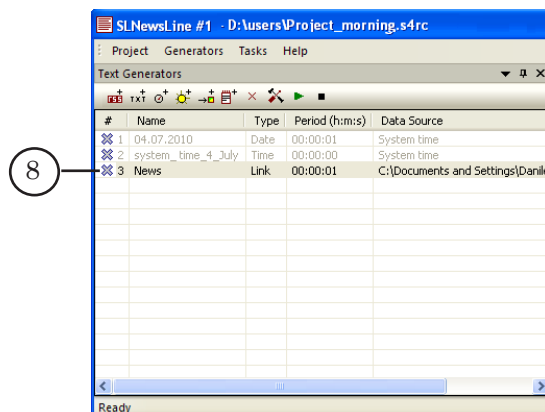 SLNewsLine #1 - D:\users\Project_morning.s4rc
Project Generators Tasks Help
Text Generators
RSS TXT
# Name Type Period (h:m:s) Data Source
1 04.07.2010 Date 00:00:01 System time
2 system_time_4_July Time 00:00:00 System time
8 3 News Link 00:00:01 C:\Documents and Settings\Danil
Ready